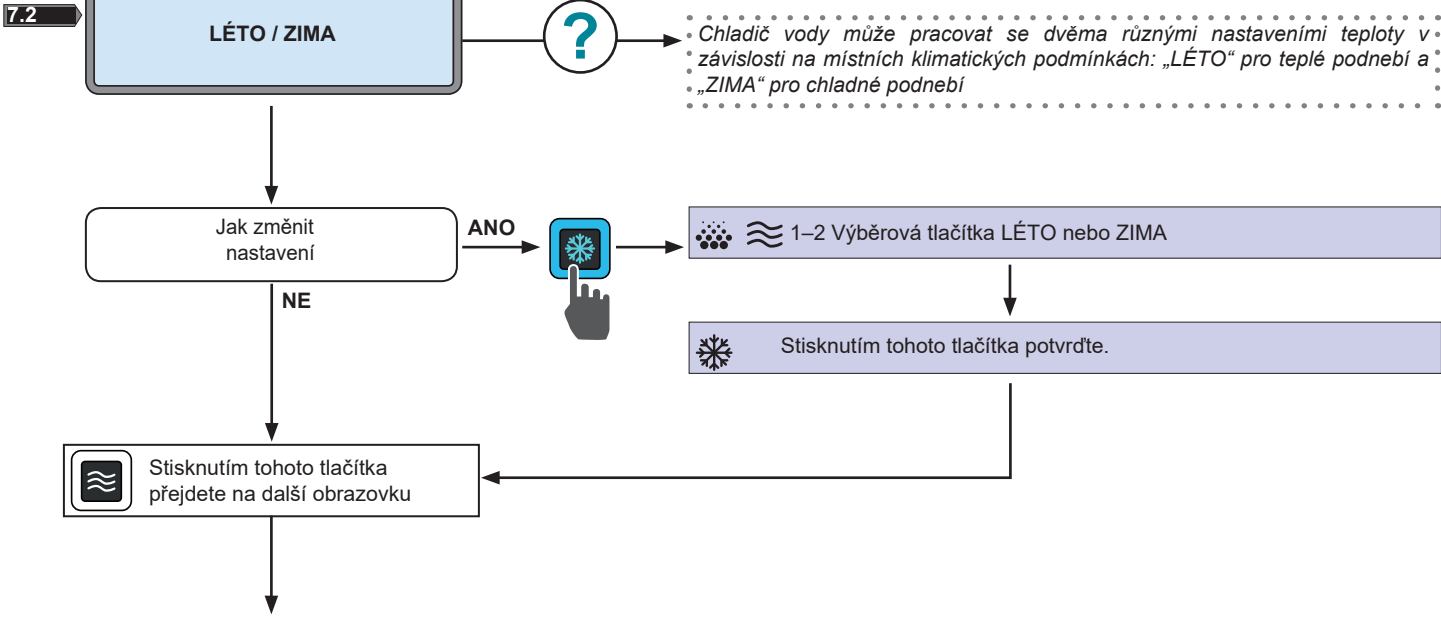 7.2
LÉTO / ZIMA
?
Chladič vody může pracovat se dvěma různými nastaveními teploty v
závislosti na místních klimatických podmínkách: „LÉTO“ pro teplé podnebí a
„ZIMA“ pro chladné podnebí
Jak změnit
nastavení
ANO
1–2 Výběrová tlačítka LÉTO nebo ZIMA
NE
Stisknutím tohoto tlačítka potvrďte.
Stisknutím tohoto tlačítka
přejdete na další obrazovku